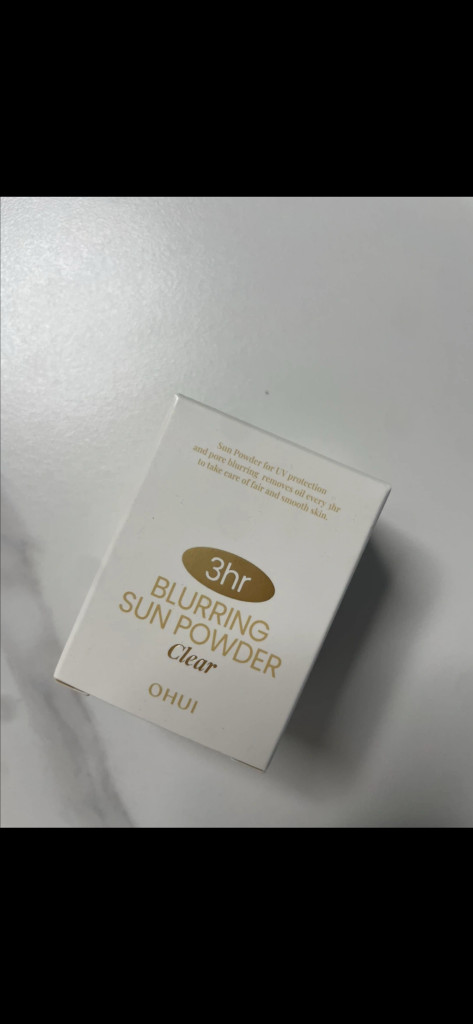 Sun Powder for UV protection
and pore blurring removes oil every 3hr
to take care of fair and smooth skin.
3hr
BLURRING
SUN POWDER
Clear
OHUI